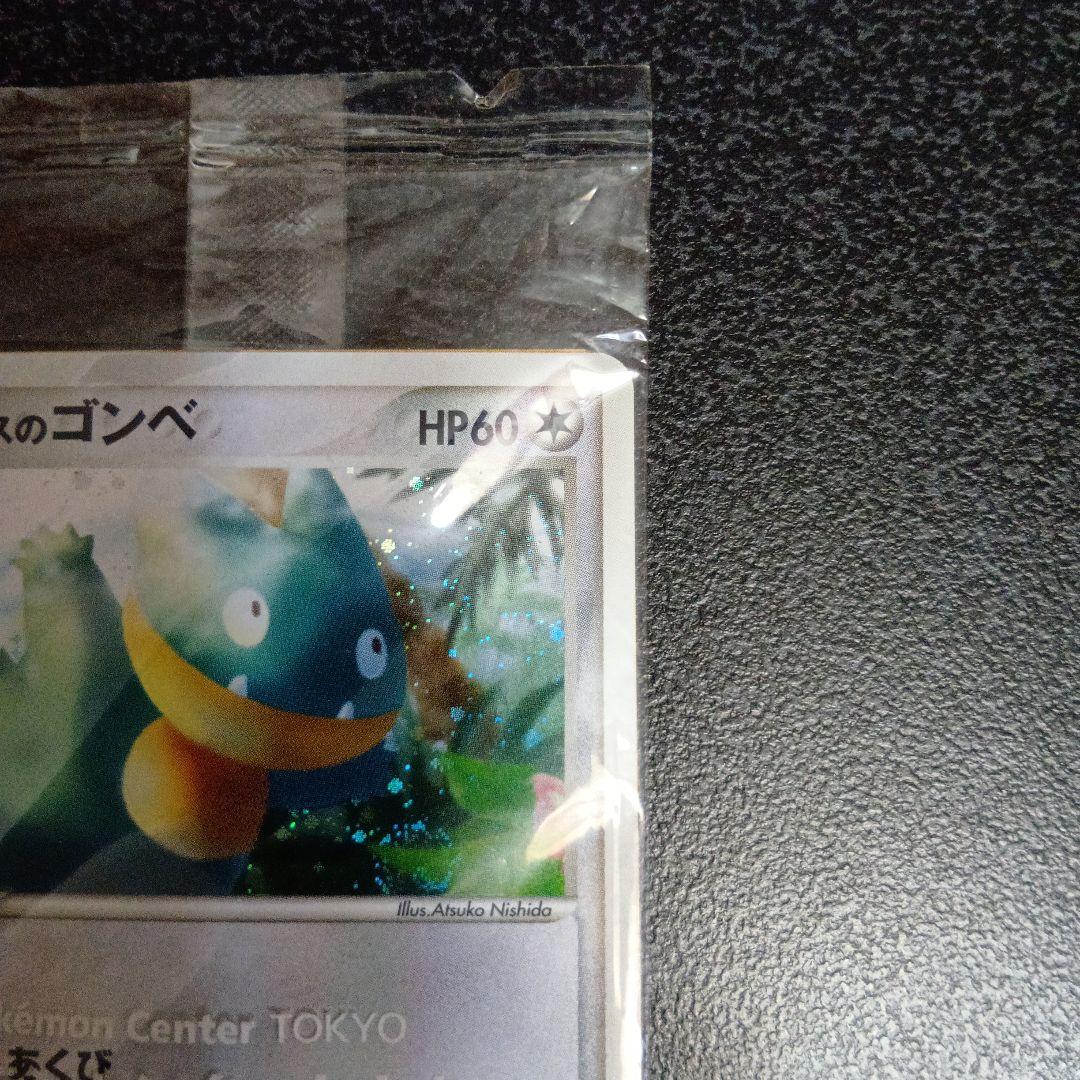 スのゴンベ HP60
Illus.Atsuko Nishida
kémon Center TOKYO
あくび